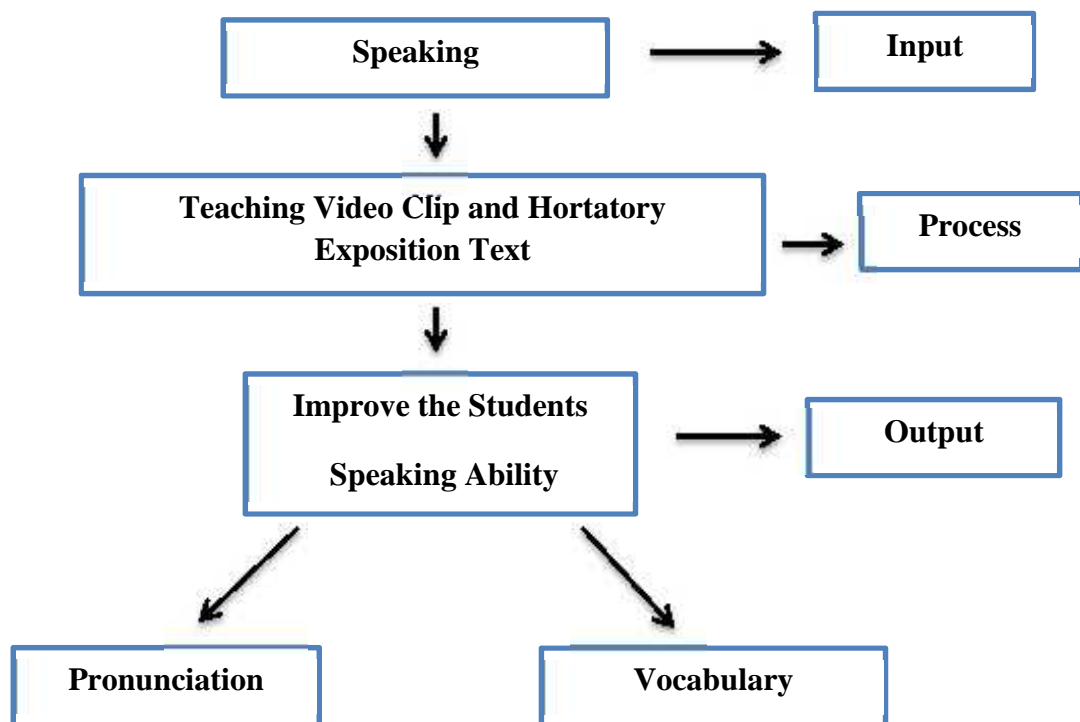 Speaking
Input
Teaching Video Clip and Hortatory
Exposition Text
Process
Improve the Students
Speaking Ability
Output
Pronunciation
Vocabulary